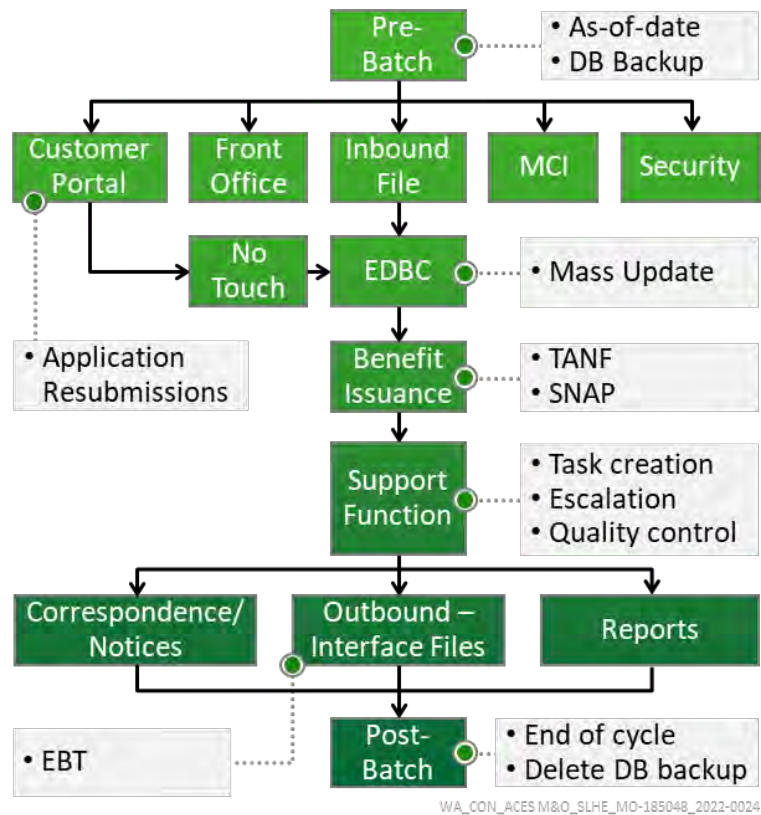 Pre-
Batch
• As-of-date
• DB Backup
Customer
Portal
Front
Office
Inbound
File
MCI
Security
No
Touch
EDBC
• Mass Update
• Application
Resubmissions
Benefit
Issuance
• TANF
• SNAP
Support
Function
• Task creation
• Escalation
• Quality control
Correspondence/
Notices
Outbound –
Interface Files
Reports
• EBT
Post-
Batch
• End of cycle
• Delete DB backup
WA_CON_ACES M&O_SLHE_MO-185048_2022-0024